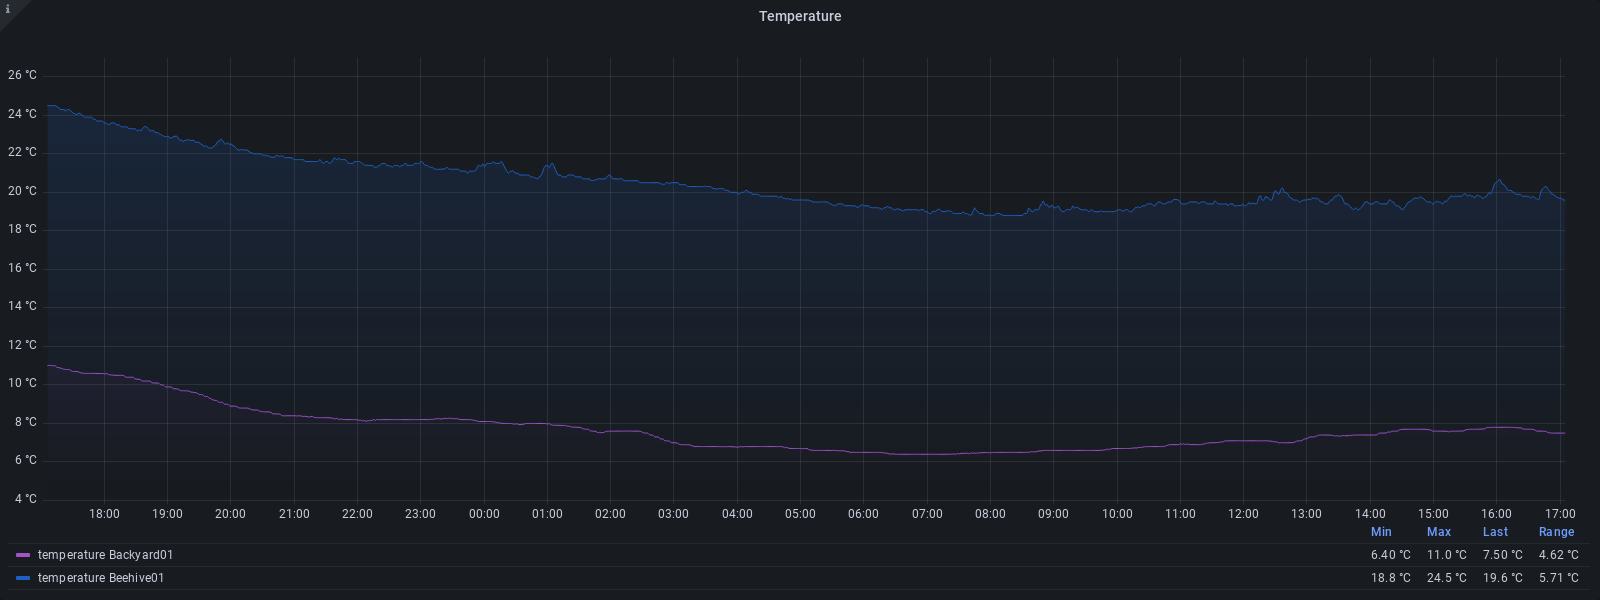 i
Temperature
26 °C
24 °C
22 °C
20 °C
18 °C
16 °C
14 °C
12 °C
10 °C
8 °C
6 °C
4 °C
18:00 19:00 20:00 21:00 22:00 23:00 00:00 01:00 02:00 03:00 04:00 05:00 06:00 07:00 08:00 09:00 10:00 11:00 12:00 13:00 14:00 15:00 16:00 17:00
Min Max Last Range
temperature Backyard01 6.40 °C 11.0 °C 7.50 °C 4.62 °C
temperature Beehive01 18.8 °C 24.5 °C 19.6 °C 5.71 °C